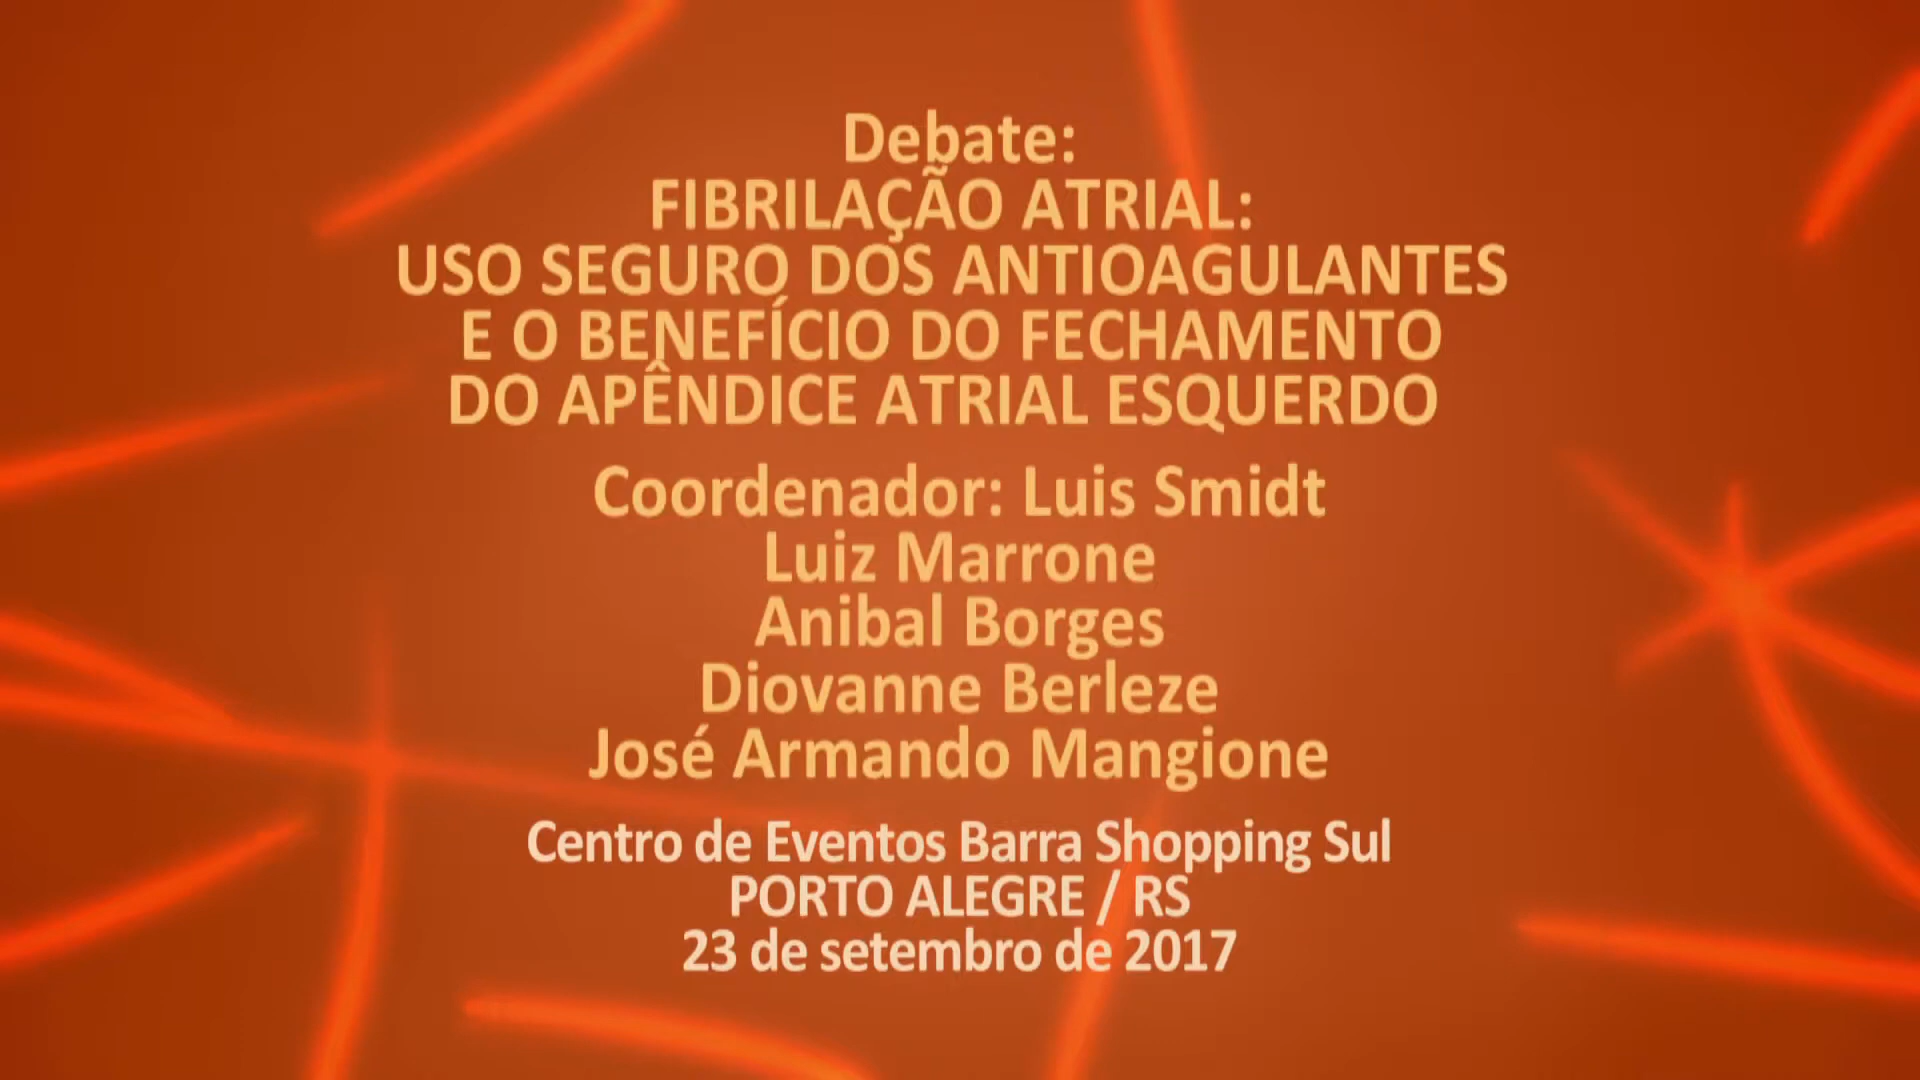 Debate:
FIBRILAÇÃO ATRIAL:
USO SEGURO DOS ANTIOAGULANTES
E O BENEFÍCIO DO FECHAMENTO
DO APÊNDICE ATRIAL ESQUERDO
Coordenador: Luis Smidt
Luiz Marrone
Anibal Borges
Diovanne Berleze
José Armando Mangione
Centro de Eventos Barra Shopping Sul
PORTO ALEGRE / RS
23 de setembro de 2017